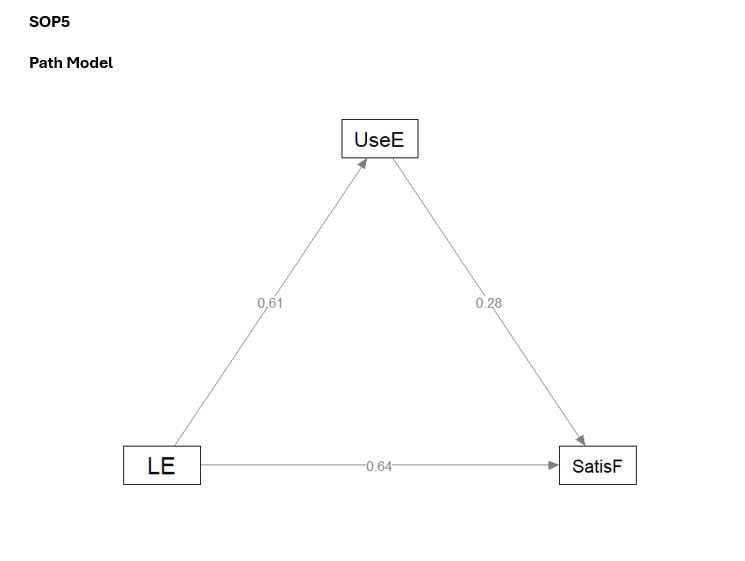 SOP5
Path Model
UseE
0.61
0.28
LE
0.64
SatisF